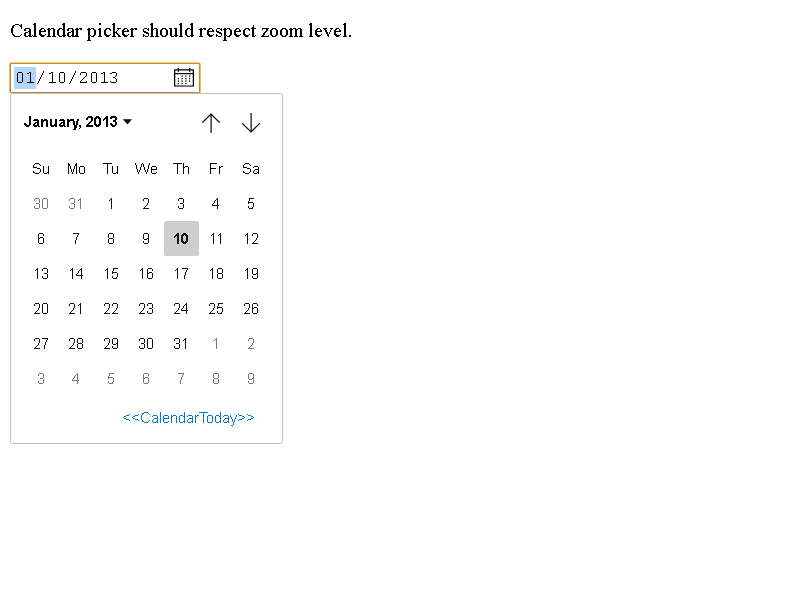 Calendar picker should respect zoom level.
01/10/2013
January, 2013
Su Mo Tu We Th Fr Sa
30 31 1 2 3 4 5
6 7 8 9 10 11 12
13 14 15 16 17 18 19
20 21 22 23 24 25 26
27 28 29 30 31 1 2
3 4 5 6 7 8 9
<<CalendarToday>>